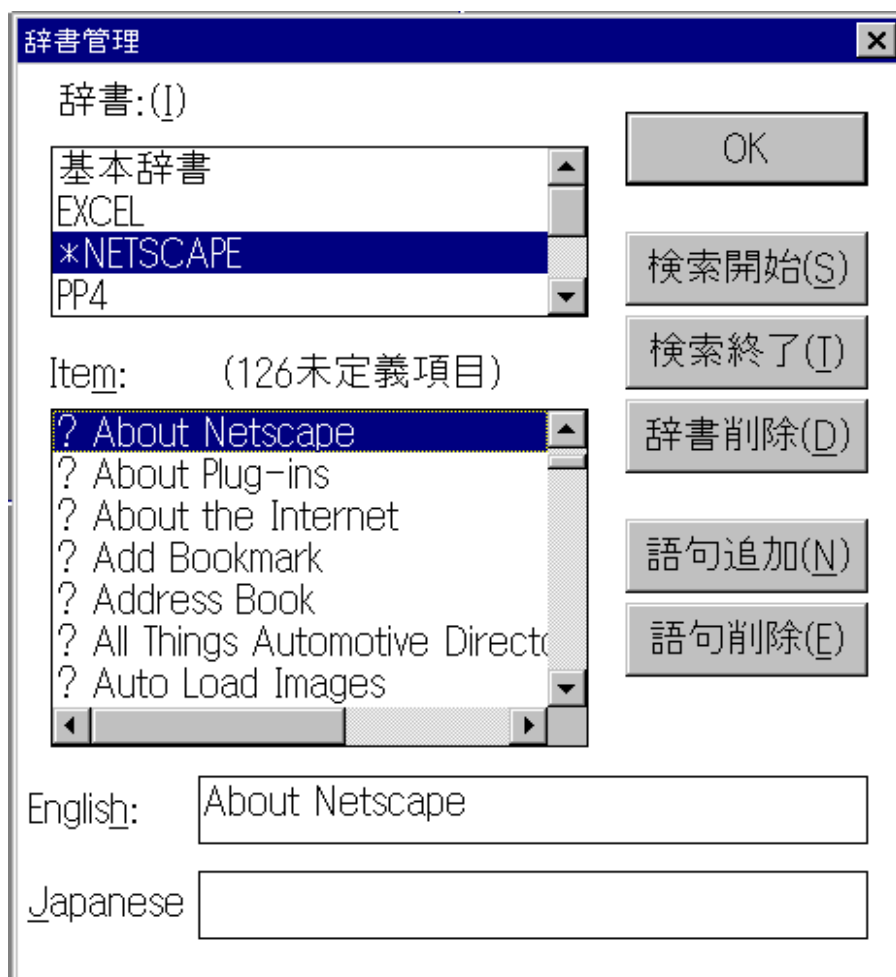 辞書管理
辞書:(I)
基本辞書
EXCEL
*NETSCAPE
PP4
OK
検索開始(S)
検索終了(T)
辞書削除(D)
語句追加(N)
語句削除(E)
Item: (126未定義項目)
? About Netscape
? About Plug-ins
? About the Internet
? Add Bookmark
? Address Book
? All Things Automotive Directo
? Auto Load Images
English: About Netscape
Japanese